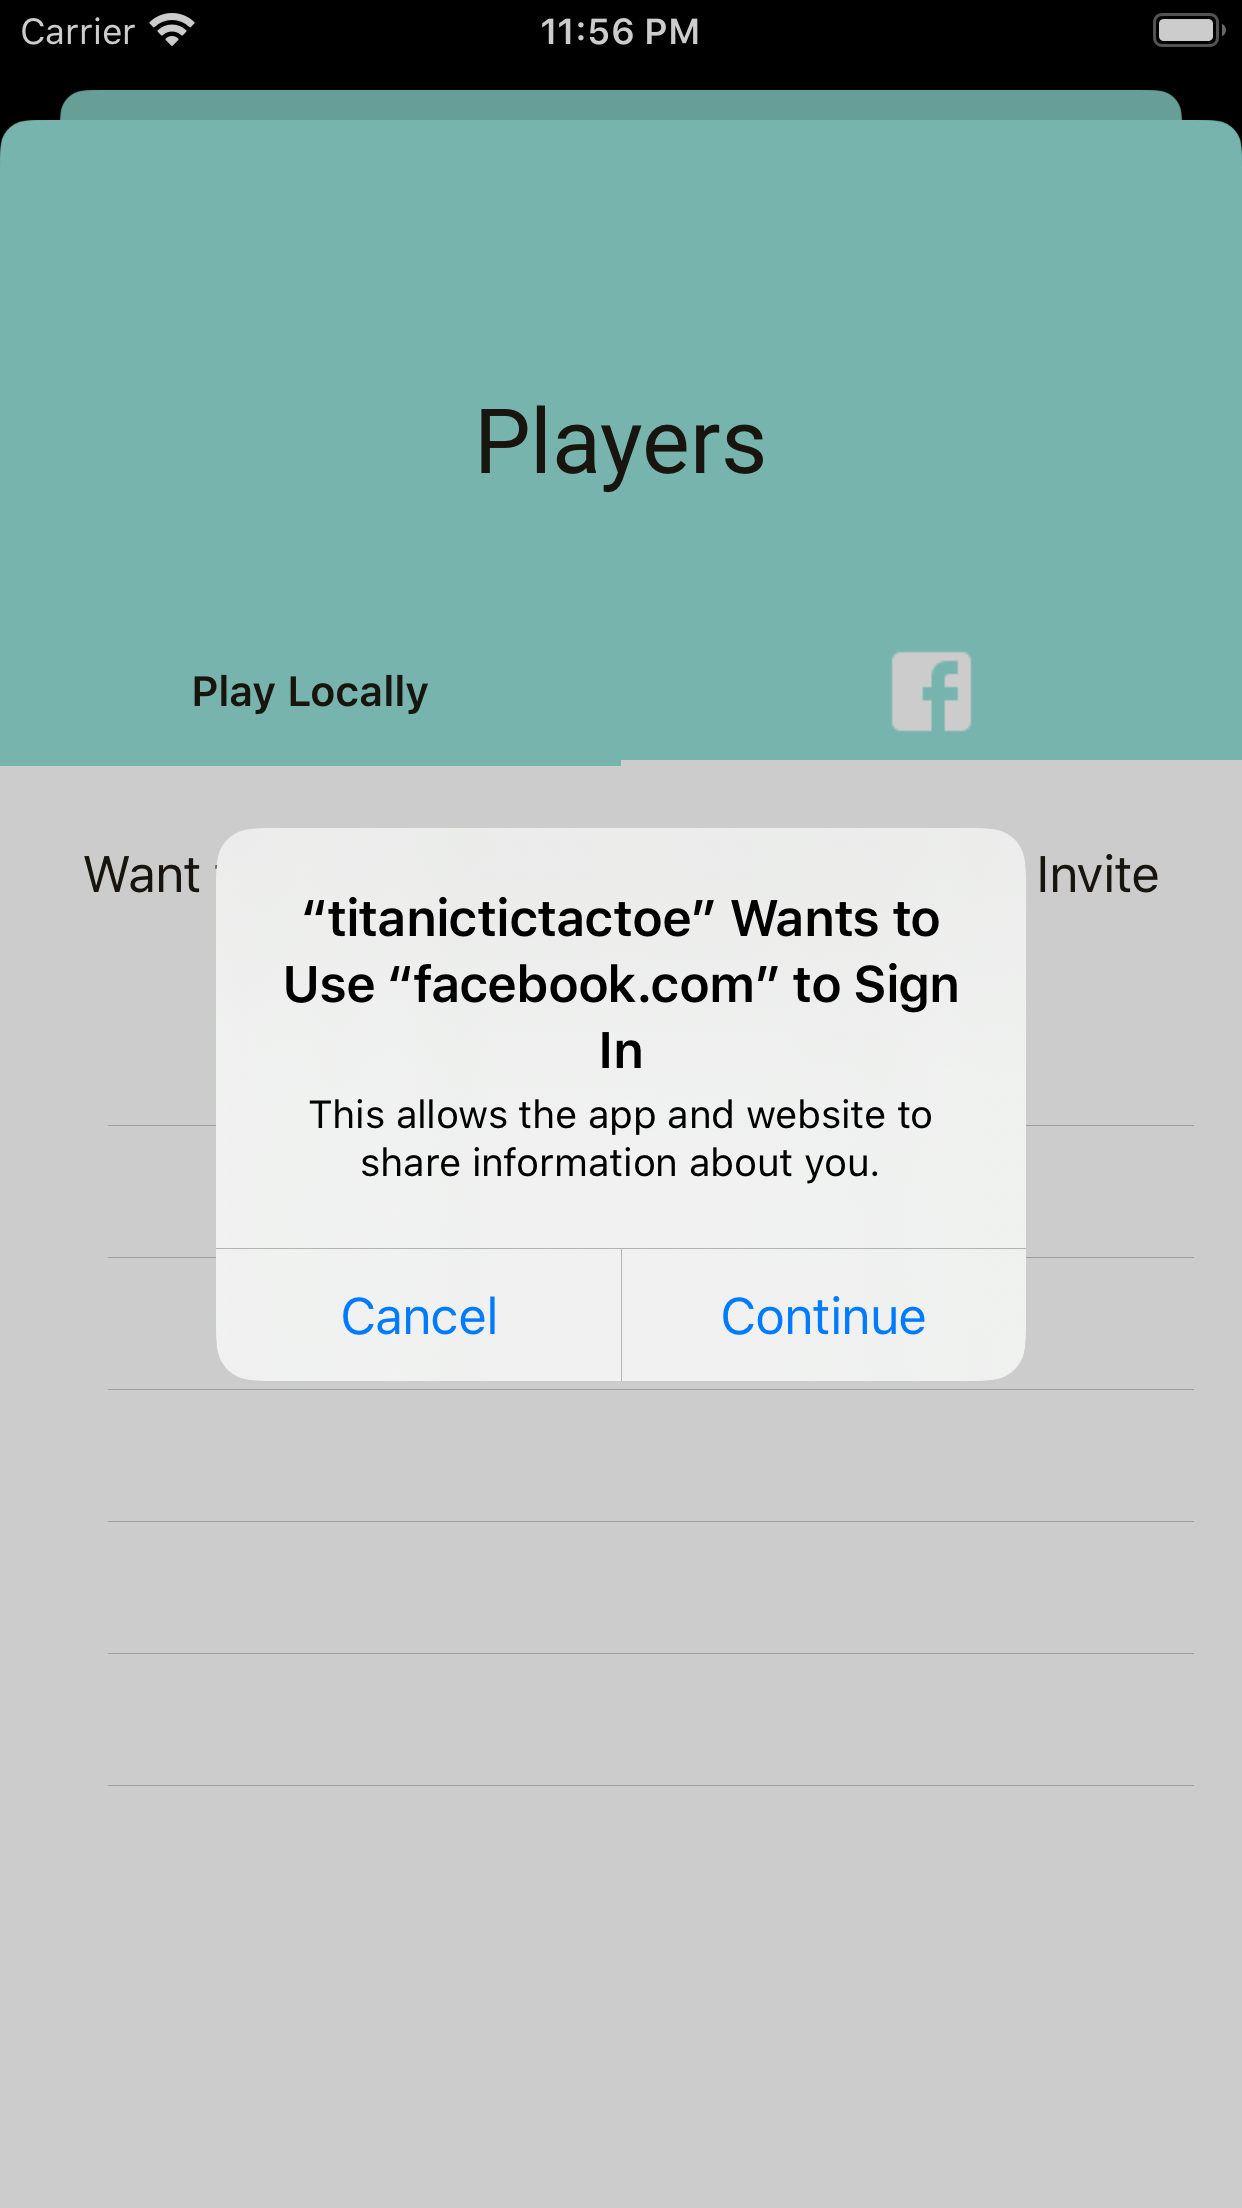 Carrier 11:56 PM
Players
Play Locally
Want Invite
“titanictictactoe” Wants to
Use “facebook.com” to Sign
In
This allows the app and website to
share information about you.
Cancel Continue